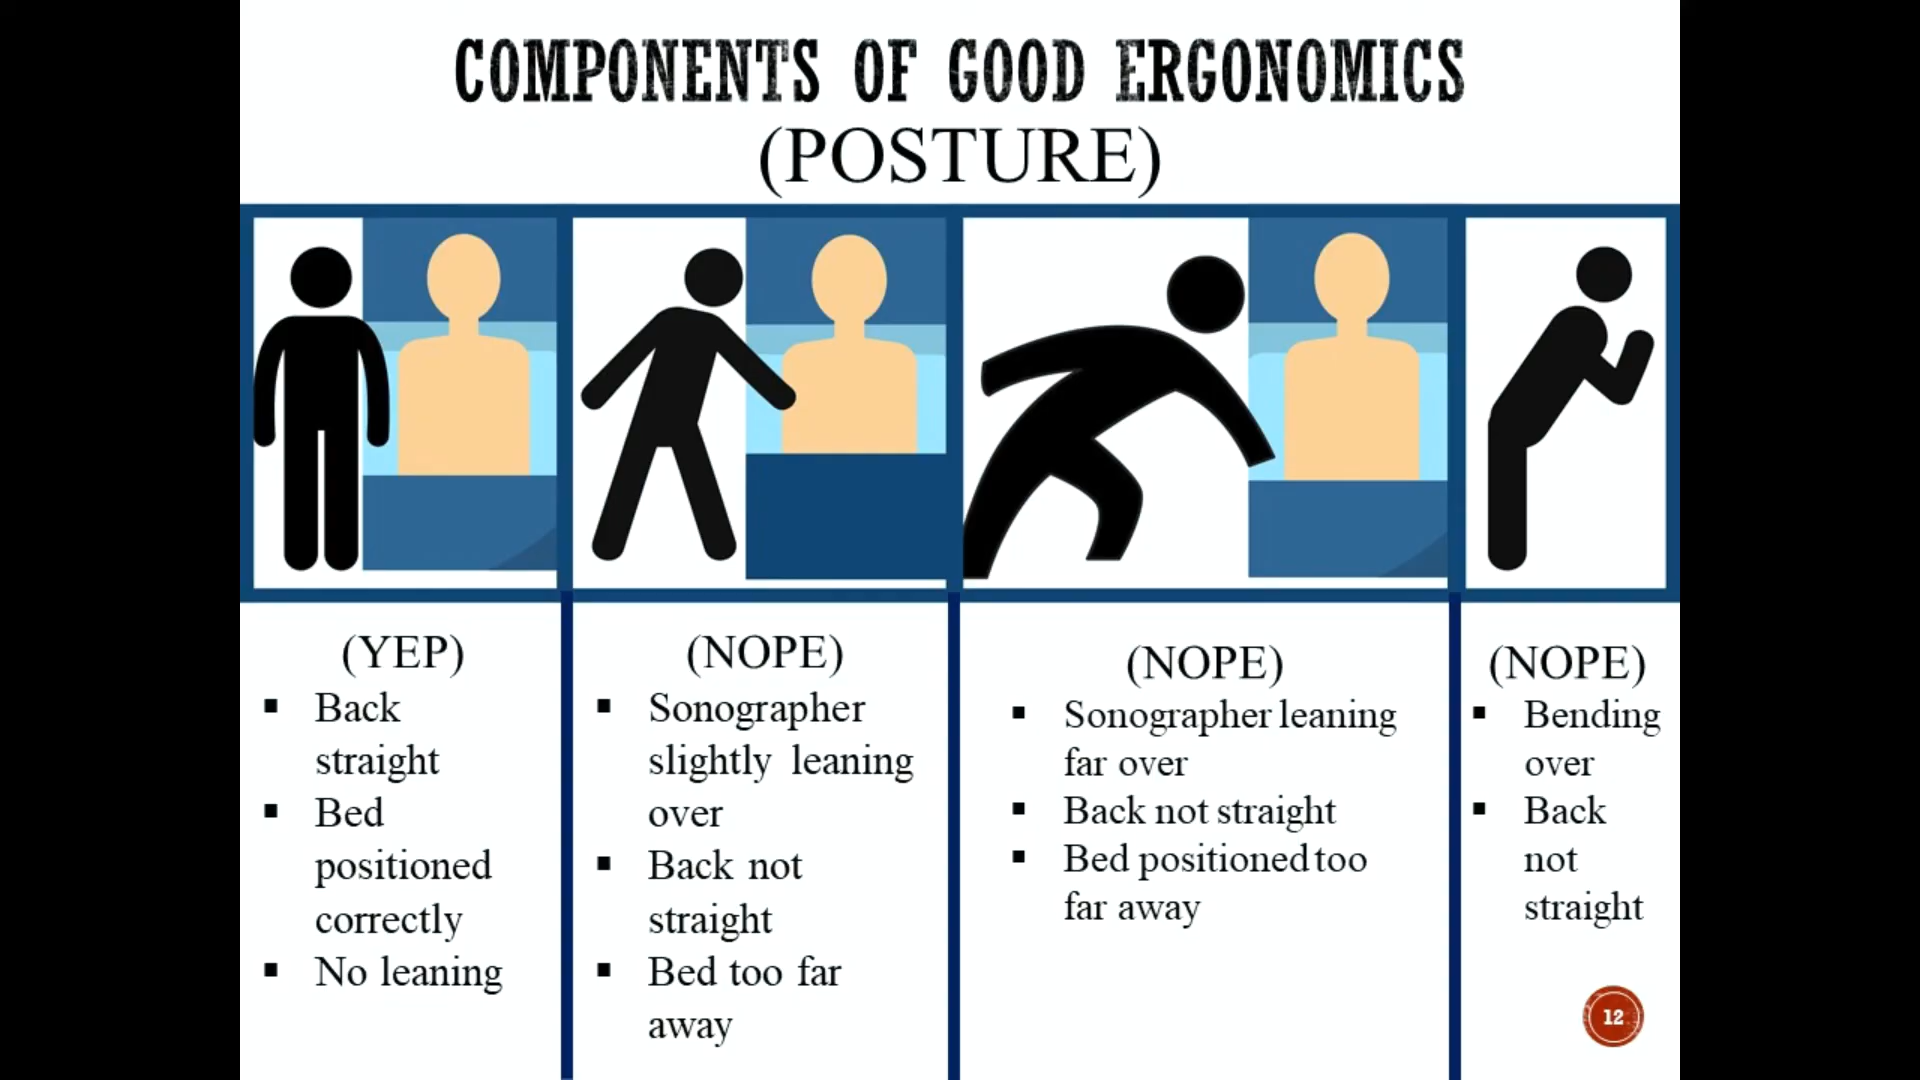 COMPONENTS OF GOOD ERGONOMICS
(POSTURE)
(YEP)
▪ Back
straight
▪ Bed
positioned
correctly
▪ No leaning
(NOPE)
▪ Sonographer
slightly leaning
over
▪ Back not
straight
▪ Bed too far
away
(NOPE)
▪ Sonographer leaning
far over
▪ Back not straight
▪ Bed positioned too
far away
(NOPE)
▪ Bending
over
▪ Back
not
straight
12